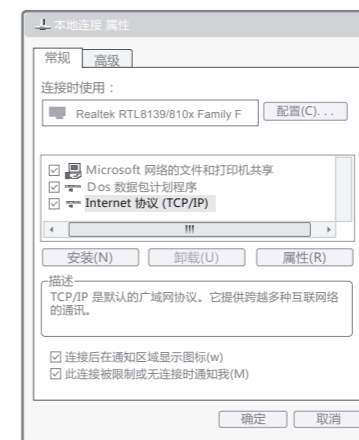 本地连接 属性
常规 高级
连接时使用：
Realtek RTL8139/810x Family F 配置(C). . .
Microsoft 网络的文件和打印机共享
Dos 数据包计划程序
Internet 协议 (TCP/IP)
安装(N) 卸载(U) 属性(R)
描述
TCP/IP 是默认的广域网协议。它提供跨越多种互联网络
的通讯。
连接后在通知区域显示图标(w)
此连接被限制或无连接时通知我(M)
确定 取消